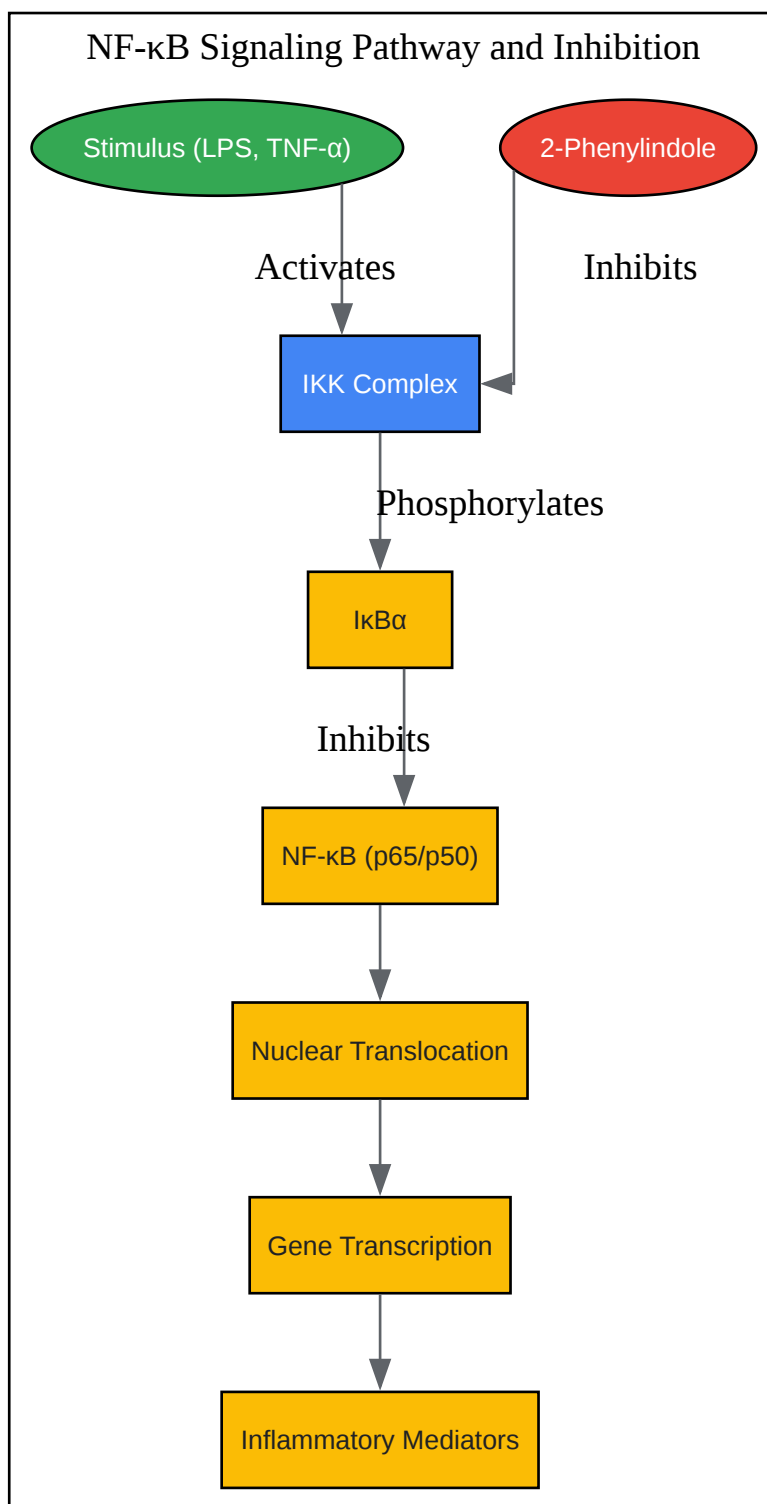 NF-κB Signaling Pathway and Inhibition
Stimulus (LPS, TNF-α)
2-Phenylindole
Activates
Inhibits
IKK Complex
Phosphorylates
IκBα
Inhibits
NF-κB (p65/p50)
Nuclear Translocation
Gene Transcription
Inflammatory Mediators